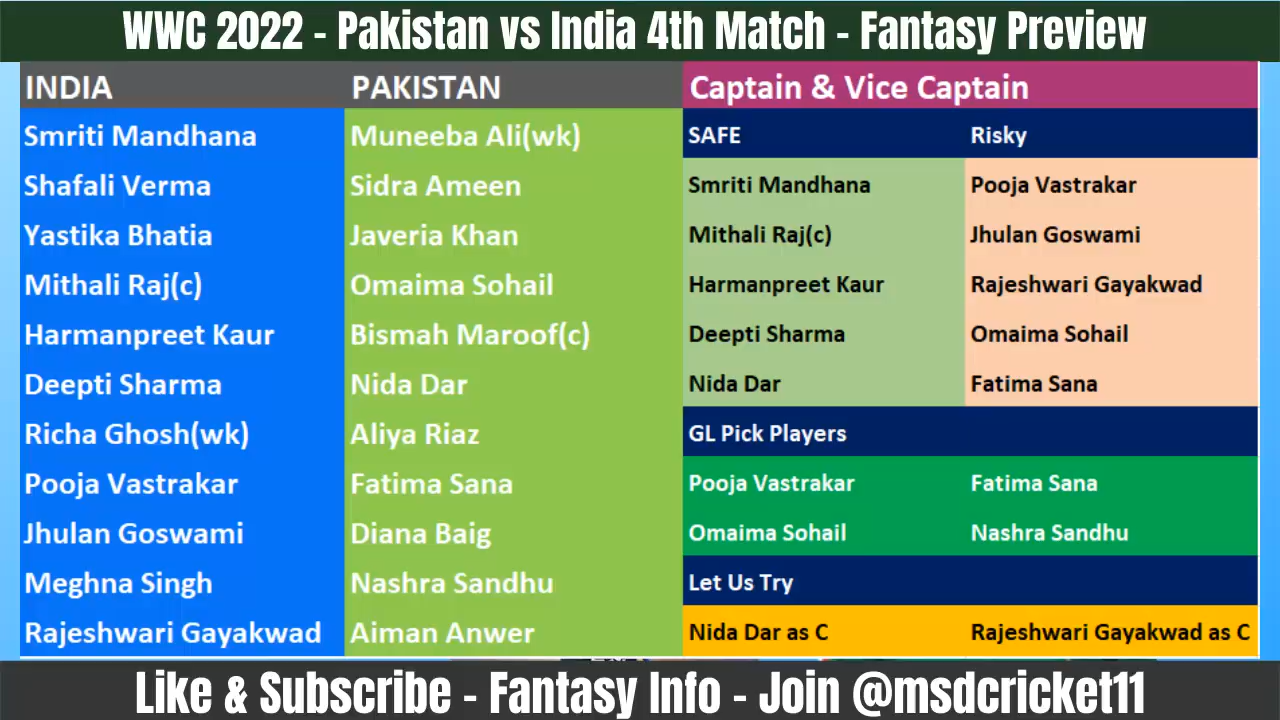 WWC 2022 - Pakistan vs India 4th Match - Fantasy Preview
INDIA PAKISTAN Captain & Vice Captain
Smriti Mandhana Muneeba Ali(wk) SAFE Risky
Shafali Verma Sidra Ameen Smriti Mandhana Pooja Vastrakar
Yastika Bhatia Javeria Khan Mithali Raj(c) Jhulan Goswami
Mithali Raj(c) Omaima Sohail Harmanpreet Kaur Rajeshwari Gayakwad
Harmanpreet Kaur Bismah Maroof(c) Deepti Sharma Omaima Sohail
Deepti Sharma Nida Dar Nida Dar Fatima Sana
Richa Ghosh(wk) Aliya Riaz GL Pick Players
Pooja Vastrakar Fatima Sana Pooja Vastrakar Fatima Sana
Jhulan Goswami Diana Baig Omaima Sohail Nashra Sandhu
Meghna Singh Nashra Sandhu Let Us Try
Rajeshwari Gayakwad Aiman Anwer Nida Dar as C Rajeshwari Gayakwad as C
Like & Subscribe - Fantasy Info - Join @msdcricket11